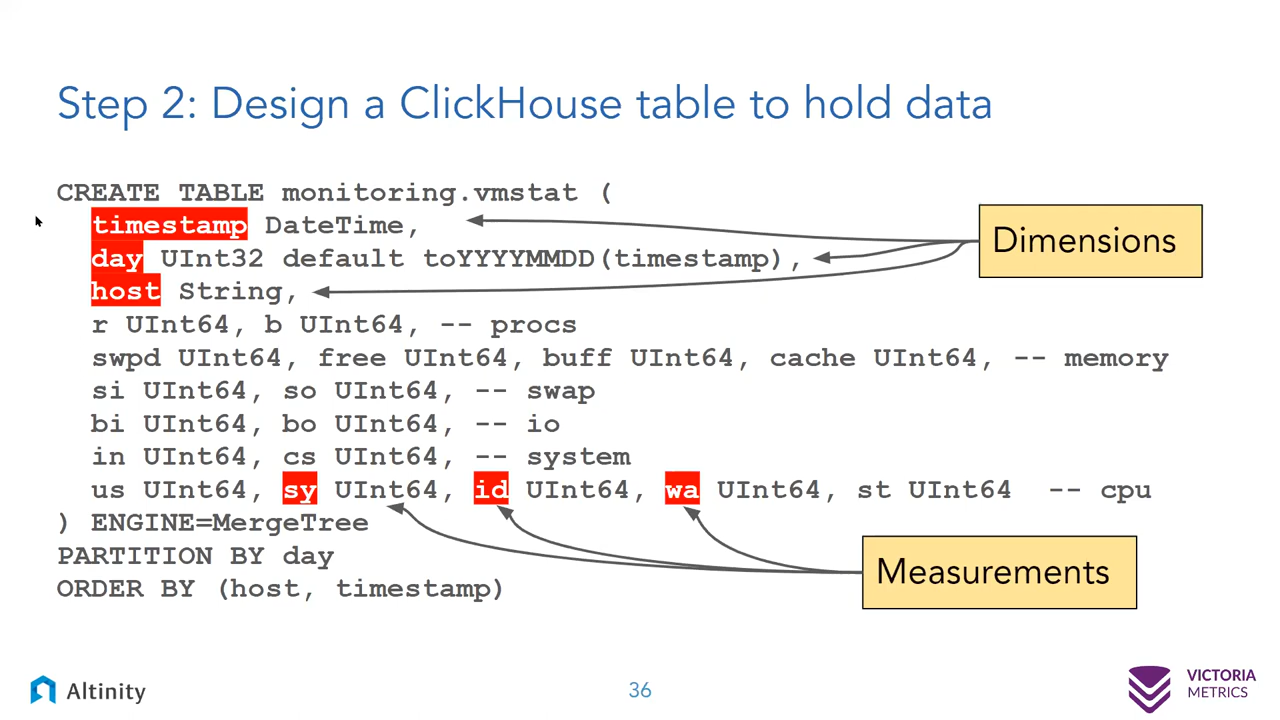 Step 2: Design a ClickHouse table to hold data
CREATE TABLE monitoring.vmstat (
timestamp DateTime,
day UInt32 default toYYYYMMDD(timestamp),
host String,
r UInt64, b UInt64, -- procs
swpd UInt64, free UInt64, buff UInt64, cache UInt64, -- memory
si UInt64, so UInt64, -- swap
bi UInt64, bo UInt64, -- io
in UInt64, cs UInt64, -- system
us UInt64, sy UInt64, id UInt64, wa UInt64, st UInt64 -- cpu
) ENGINE=MergeTree
PARTITION BY day
ORDER BY (host, timestamp)
Dimensions
Measurements
Altinity
36
VICTORIA
METRICS